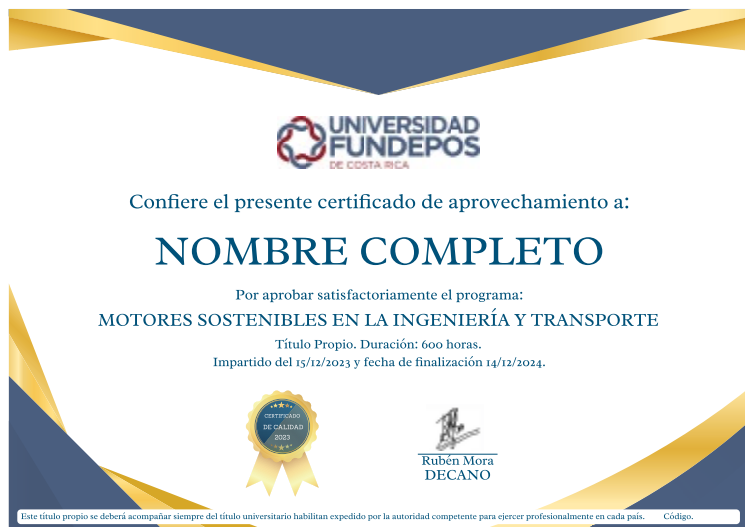 UNIVERSIDAD
FUNDEPOS
DE COSTA RICA
Confiere el presente certificado de aprovechamiento a:
NOMBRE COMPLETO
Por aprobar satisfactoriamente el programa:
MOTORES SOSTENIBLES EN LA INGENIERÍA Y TRANSPORTE
Título Propio. Duración: 600 horas.
Impartido del 15/12/2023 y fecha de finalización 14/12/2024.
CERTIFICADO
DE CALIDAD
2023
Rubén Mora
DECANO
Este título propio se deberá acompañar siempre del título universitario habilitan expedido por la autoridad competente para ejercer profesionalmente en cada país. Código.